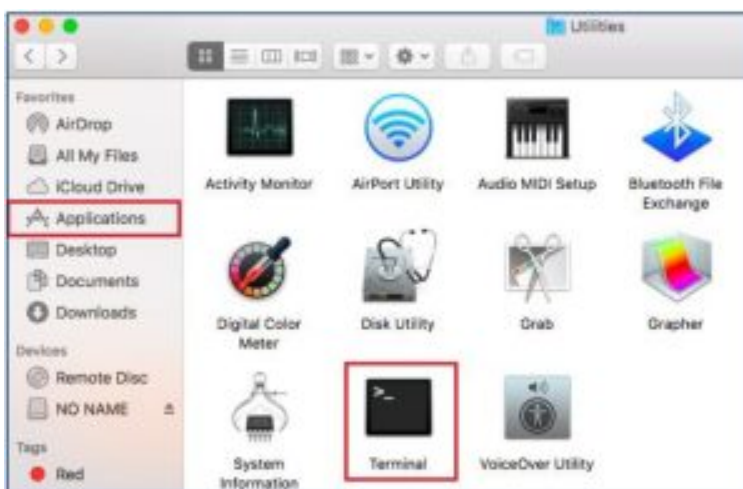 Utilities
Favorites
AirDrop
All My Files
iCloud Drive
Applications
Desktop
Documents
Downloads
Devices
Remote Disc
NO NAME
Tags
Red
Activity Monitor
AirPort Utility
Audio MIDI Setup
Bluetooth File
Exchange
Digital Color
Meter
Disk Utility
Grab
Grapher
System
Information
Terminal
VoiceOver Utility